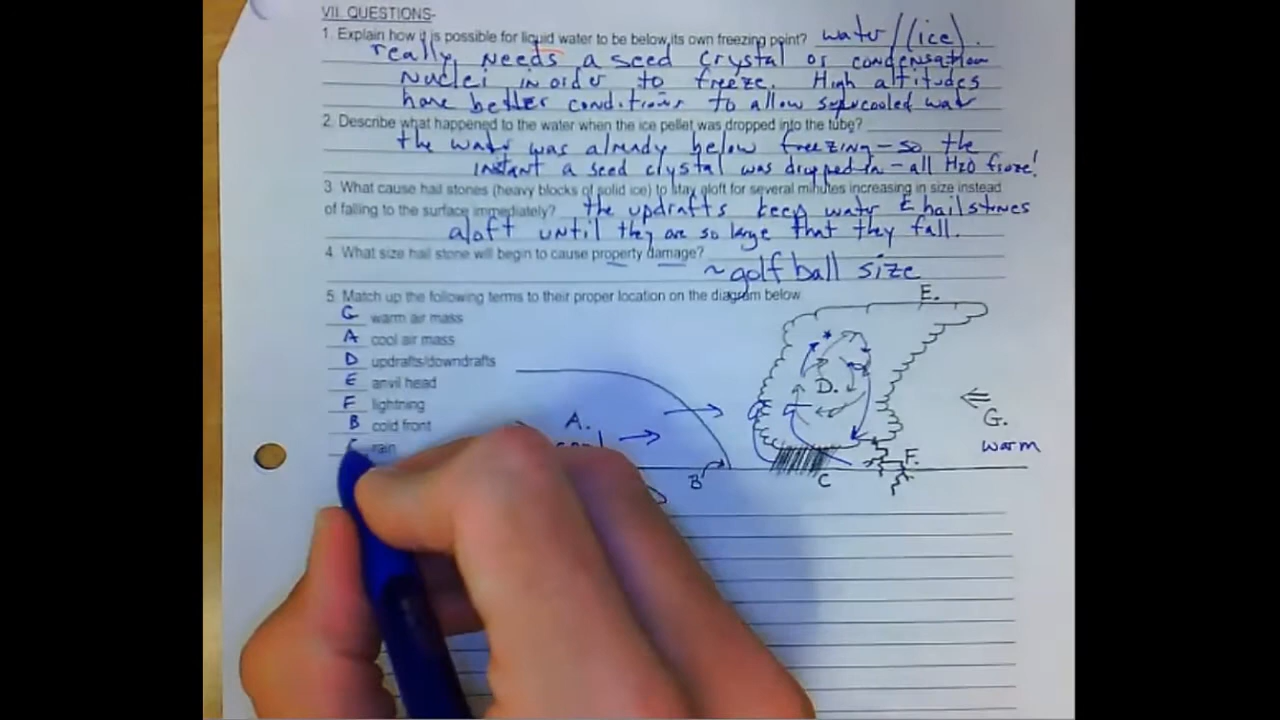 VII. QUESTIONS-
1. Explain how it is possible for liquid water to be below its own freezing point? water/(ice).
really needs a seed crystal or condensation
nuclei in order to freeze. High altitudes
have better conditions to allow supercooled wat
2. Describe what happened to the water when the ice pellet was dropped into the tube?
the water was already below freezing - so the
instant a seed crystal was dropped in - all H2O froze!
3. What cause hail stones (heavy blocks of solid ice) to stay aloft for several minutes increasing in size instead
of falling to the surface immediately? the updrafts keep water & hailstones
aloft until they are so large that they fall.
4. What size hail stone will begin to cause property damage?
~golf ball size
5. Match up the following terms to their proper location on the diagram below
G warm air mass
A cool air mass
D updrafts/downdrafts
E anvil head
F lightning
B cold front
rain
E.
D.
A.
G.
warm
F.
B
C